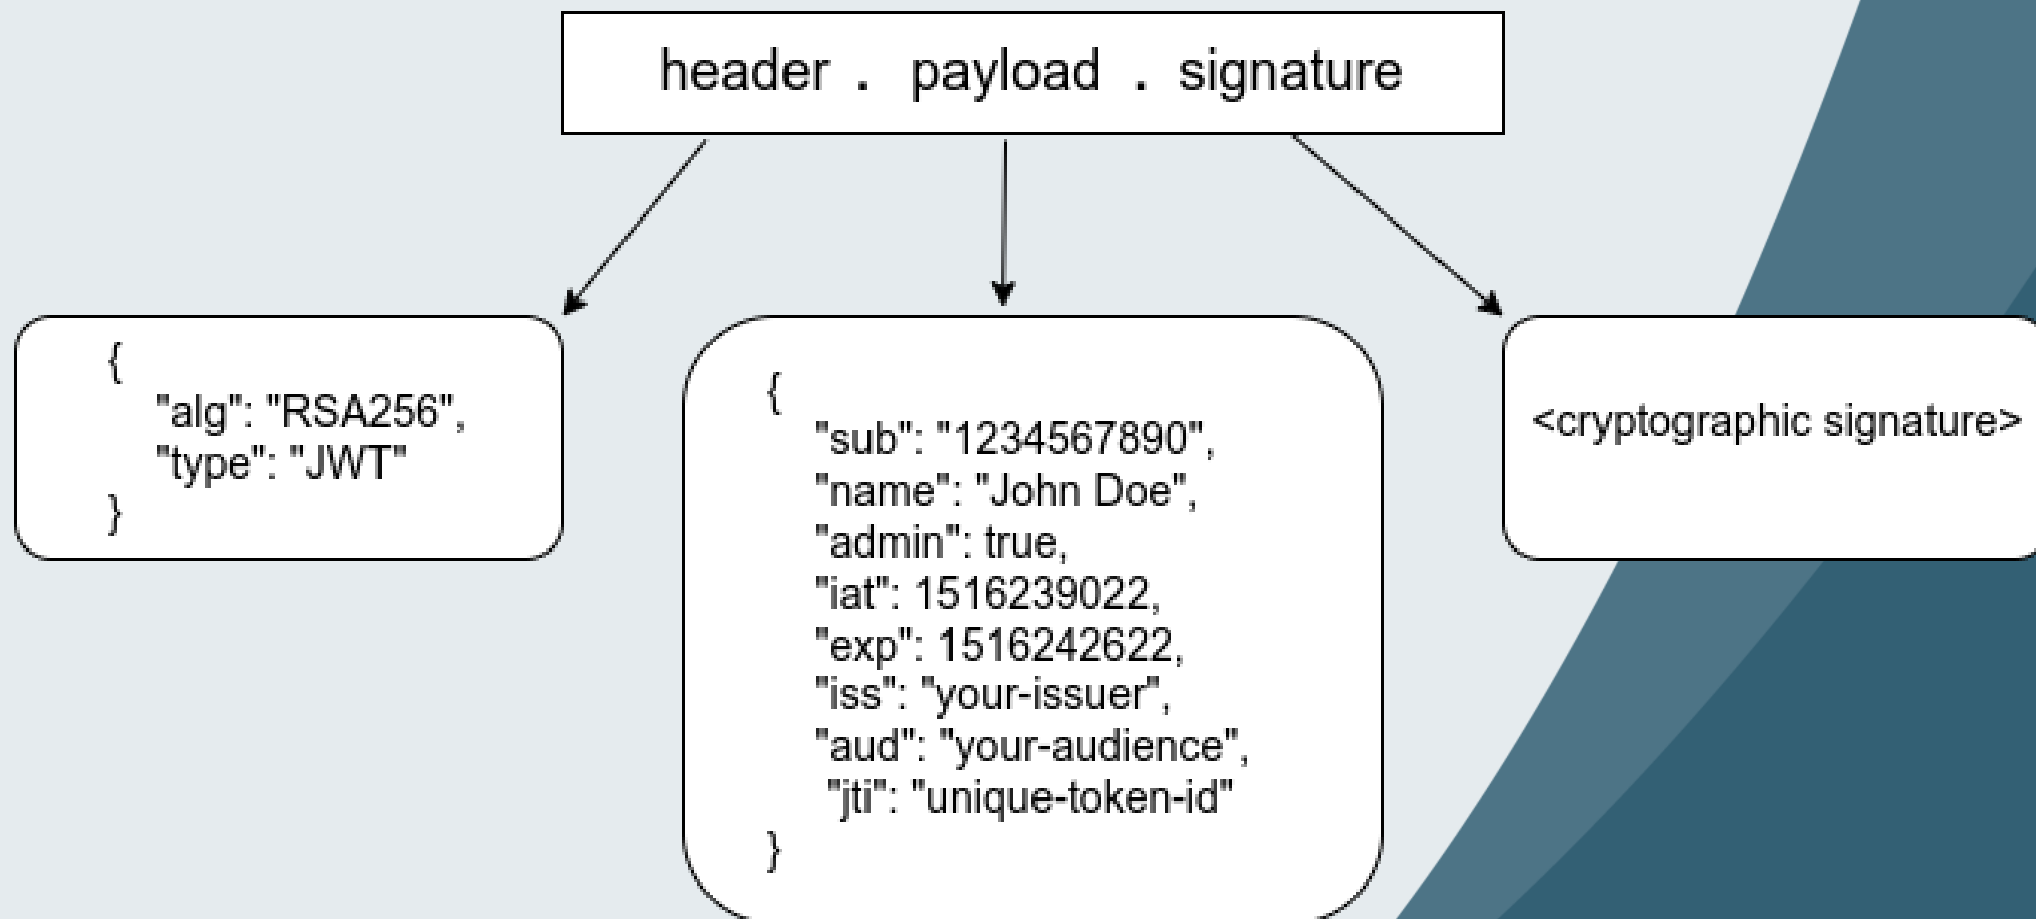 header . payload . signature
{
"alg": "RSA256",
"type": "JWT"
}
{
"sub": "1234567890",
"name": "John Doe",
"admin": true,
"iat": 1516239022,
"exp": 1516242622,
"iss": "your-issuer",
"aud": "your-audience",
"jti": "unique-token-id"
}
<cryptographic signature>